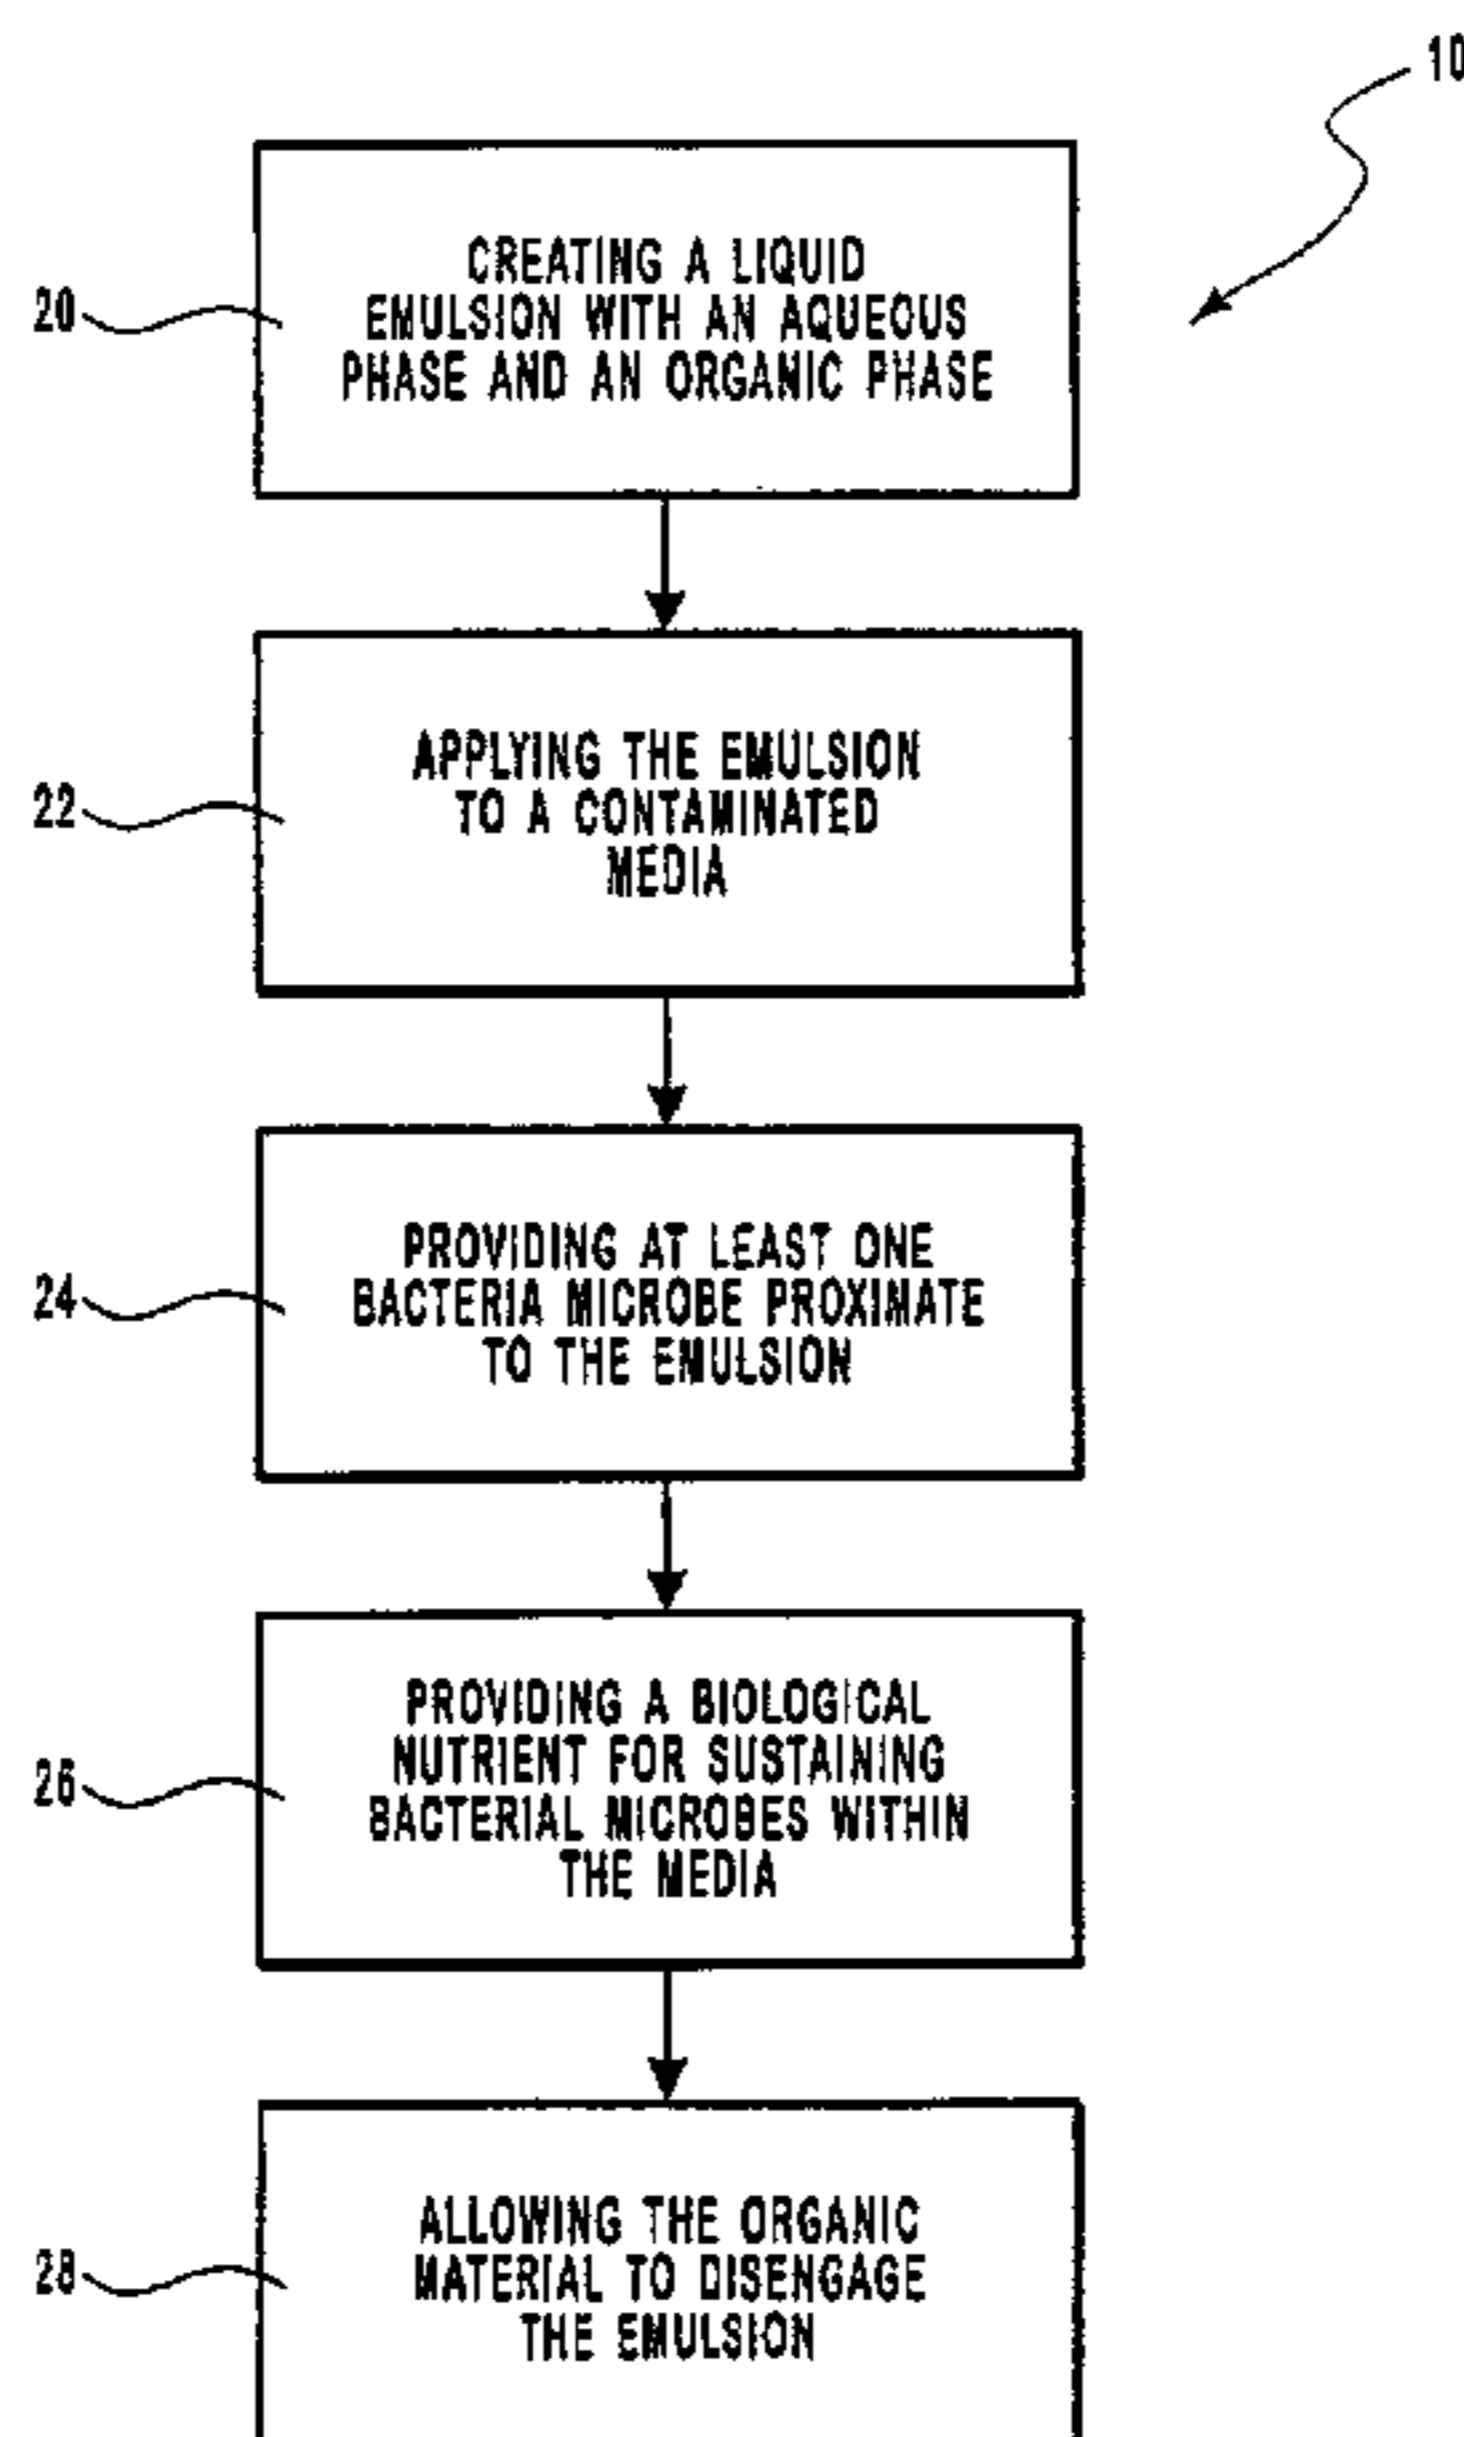 10
20
CREATING A LIQUID
EMULSION WITH AN AQUEOUS
PHASE AND AN ORGANIC PHASE
22
APPLYING THE EMULSION
TO A CONTAMINATED
MEDIA
24
PROVIDING AT LEAST ONE
BACTERIA MICROBE PROXIMATE
TO THE EMULSION
26
PROVIDING A BIOLOGICAL
NUTRIENT FOR SUSTAINING
BACTERIAL MICROBES WITHIN
THE MEDIA
28
ALLOWING THE ORGANIC
MATERIAL TO DISENGAGE
THE EMULSION